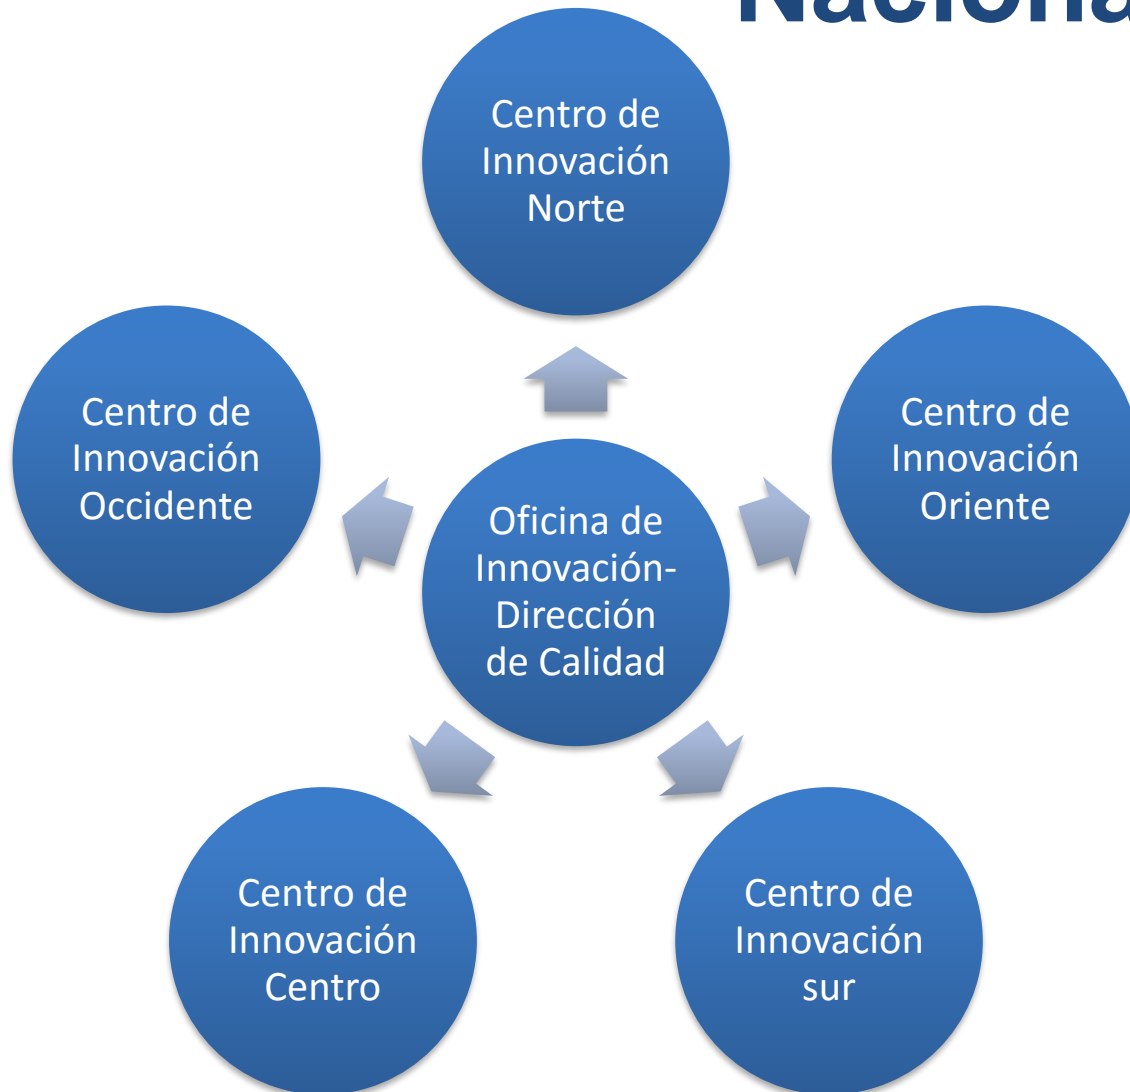 Centro de
Innovación
Norte
Centro de
Innovación
Occidente
Centro de
Innovación
Oriente
Oficina de
Innovación-
Dirección
de Calidad
Centro de
Innovación
Centro
Centro de
Innovación
sur